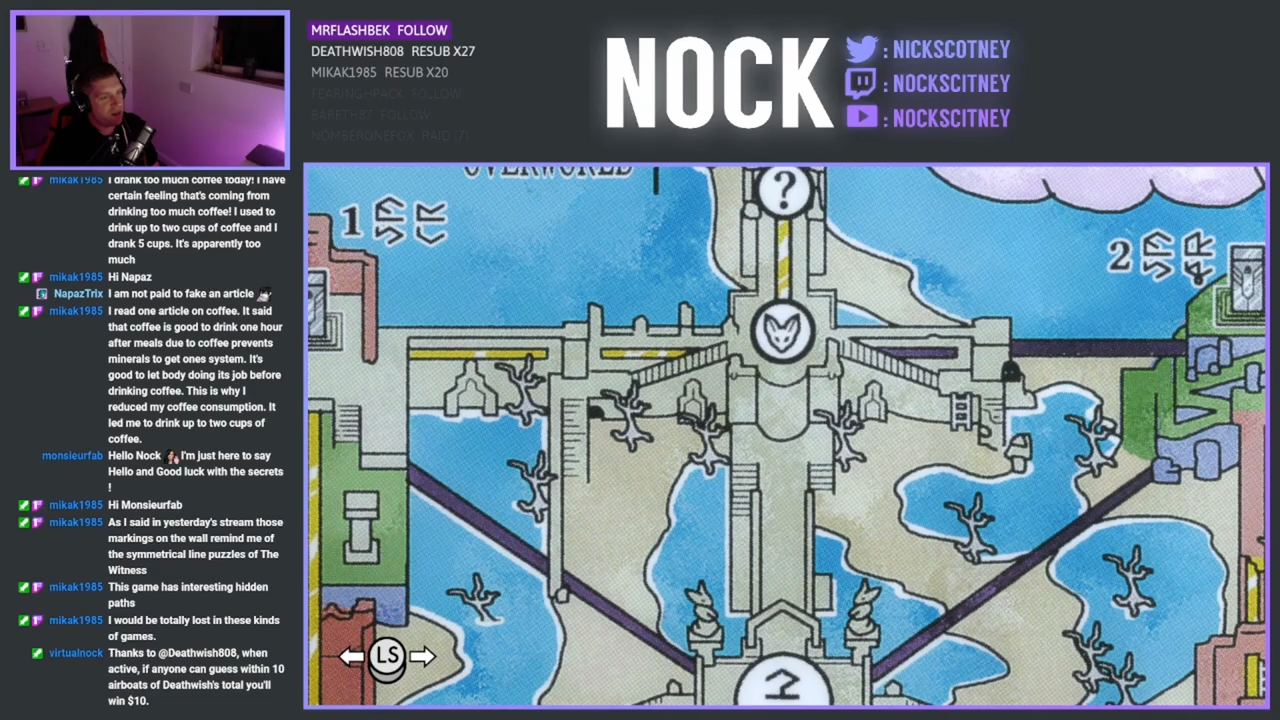 MRFLASHBEK FOLLOW
DEATHWISH808 RESUB X27
MIKAK1985 RESUB X20
FEARINGHPACK FOLLOW
NOMBERONEFOX RAID (7)
NOCK
: NICKSCOTNEY
: NOCKSCITNEY
: NOCKSCITNEY
mikak1985 I drank too much coffee today! I have
certain feeling that's coming from
drinking too much coffee! I used to
drink up to two cups of coffee and I
drank 5 cups. It's apparently too
much
mikak1985 Hi Napaz
NapazTrix I am not paid to fake an article
mikak1985 I read one article on coffee. It said
that coffee is good to drink one hour
after meals due to coffee prevents
minerals to get ones system. It's
good to let body doing its job before
drinking coffee. This is why I
reduced my coffee consumption. It
led me to drink up to two cups of
coffee.
monsieurfab Hello Nock I'm just here to say
Hello and Good luck with the secrets
!
mikak1985 Hi Monsieurfab
mikak1985 As I said in yesterday's stream those
markings on the wall remind me of
the symmetrical line puzzles of The
Witness
mikak1985 This game has interesting hidden
paths
mikak1985 I would be totally lost in these kinds
of games.
virtualnock Thanks to @Deathwish808, when
active, if anyone can guess within 10
airboats of Deathwish's total you'll
win $10.
OVERWORLD
?
1
2
LS